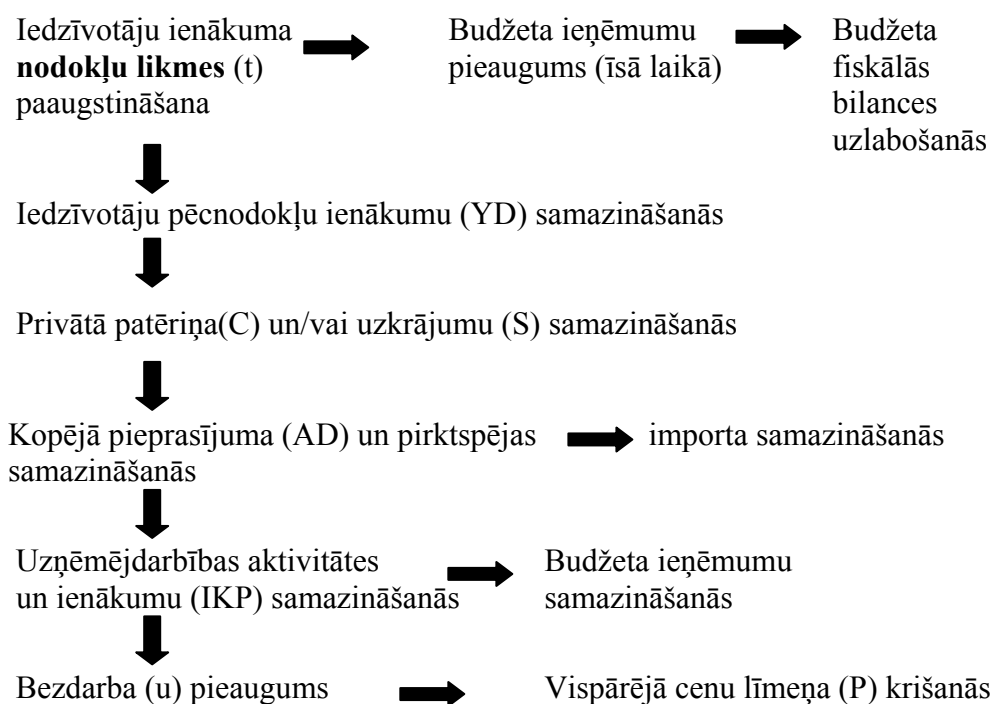 Iedzīvotāju ienākuma
nodokļu likmes (t)
paaugstināšana
Budžeta ieņēmumu
pieaugums (īsā laikā)
Budžeta
fiskālās
bilances
uzlabošanās
Iedzīvotāju pēcnodokļu ienākumu (YD) samazināšanās
Privātā patēriņa(C) un/vai uzkrājumu (S) samazināšanās
Kopējā pieprasījuma (AD) un pirktspējas
samazināšanās
importa samazināšanās
Uzņēmējdarbības aktivitātes
un ienākumu (IKP) samazināšanās
Budžeta ieņēmumu
samazināšanās
Bezdarba (u) pieaugums
Vispārējā cenu līmeņa (P) krišanās